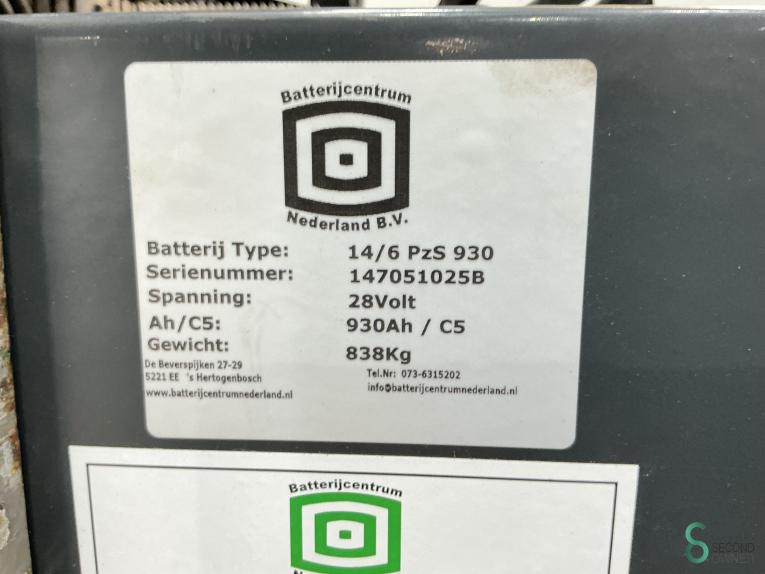 Batterijcentrum
Nederland B.V.
Batterij Type: 14/6 PzS 930
Serienummer: 147051025B
Spanning: 28Volt
Ah/C5: 930Ah / C5
Gewicht: 838Kg
De Beverspijken 27-29
5221 EE 's Hertogenbosch
Tel.Nr: 073-6315202
www.batterijcentrumnederland.nl
info@batterijcentrumnederland.nl
Batterijcentrum
SECOND
OWNER